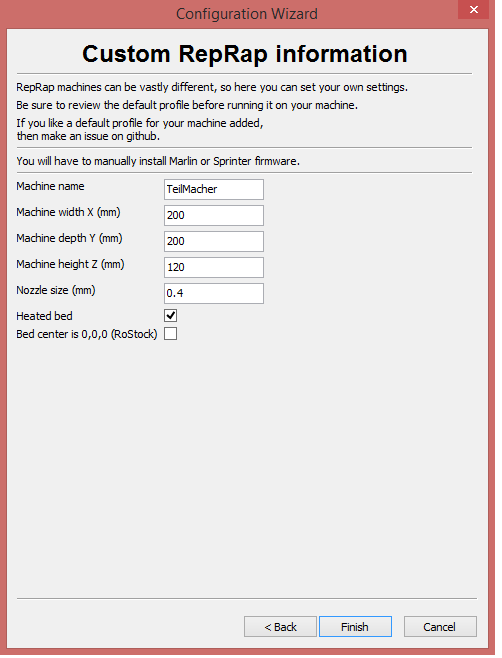 Configuration Wizard
Custom RepRap information
RepRap machines can be vastly different, so here you can set your own settings.
Be sure to review the default profile before running it on your machine.
If you like a default profile for your machine added,
then make an issue on github.
You will have to manually install Marlin or Sprinter firmware.
Machine name TeilMacher
Machine width X (mm) 200
Machine depth Y (mm) 200
Machine height Z (mm) 120
Nozzle size (mm) 0.4
Heated bed
Bed center is 0,0,0 (RoStock)
< Back Finish Cancel